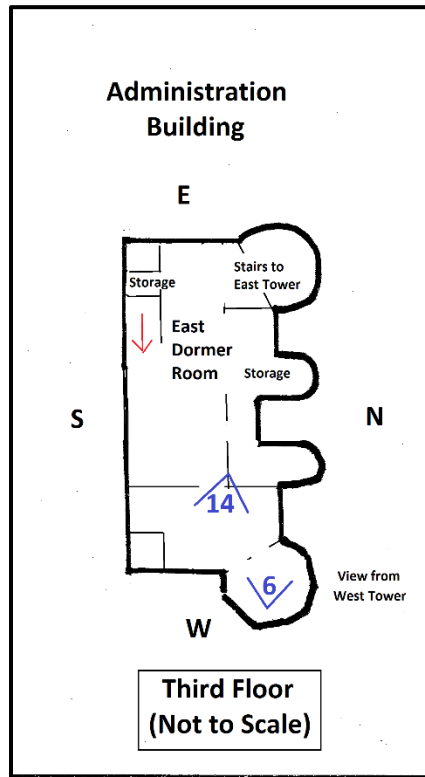 Administration
Building
E
Stairs to
East Tower
Storage
East
Dormer
Room
Storage
S
N
14
6
View from
West Tower
W
Third Floor
(Not to Scale)